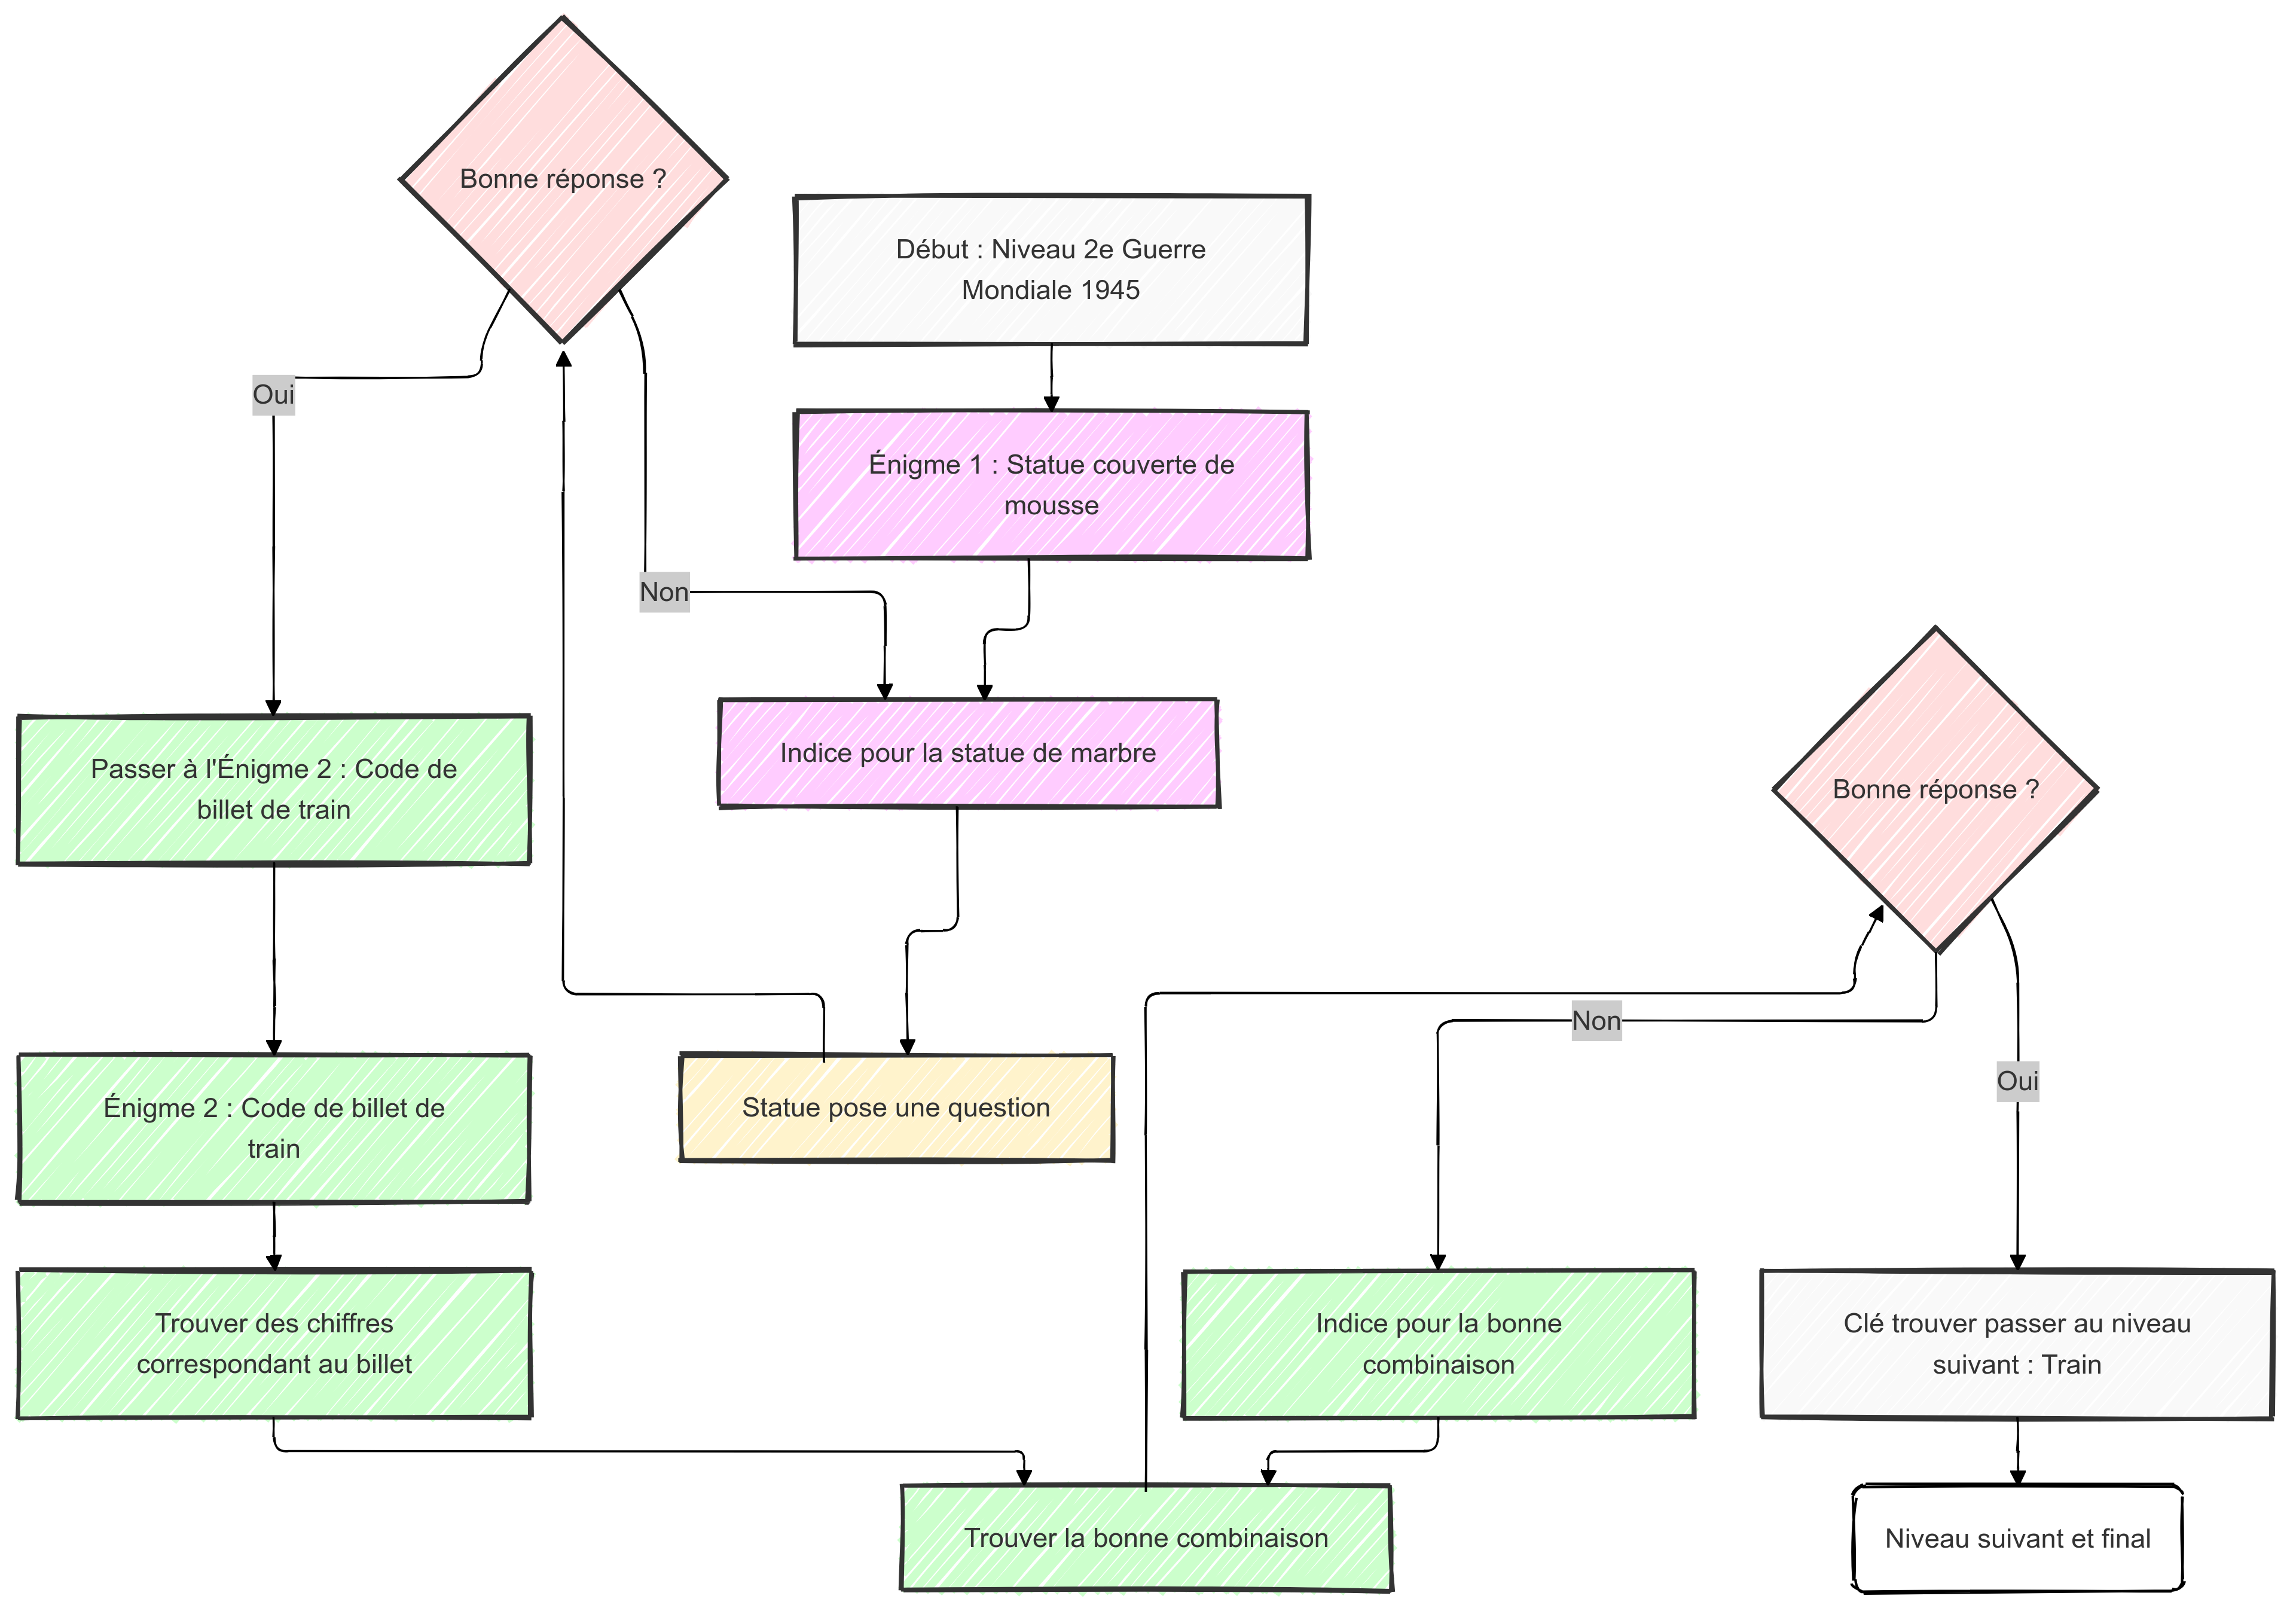 Bonne réponse ?
Début : Niveau 2e Guerre
Mondiale 1945
Oui
Énigme 1 : Statue couverte de
mousse
Non
Indice pour la statue de marbre
Passer à l'Énigme 2 : Code de
billet de train
Bonne réponse ?
Non
Oui
Énigme 2 : Code de billet de
train
Statue pose une question
Trouver des chiffres
correspondant au billet
Indice pour la bonne
combinaison
Clé trouver passer au niveau
suivant : Train
Trouver la bonne combinaison
Niveau suivant et final